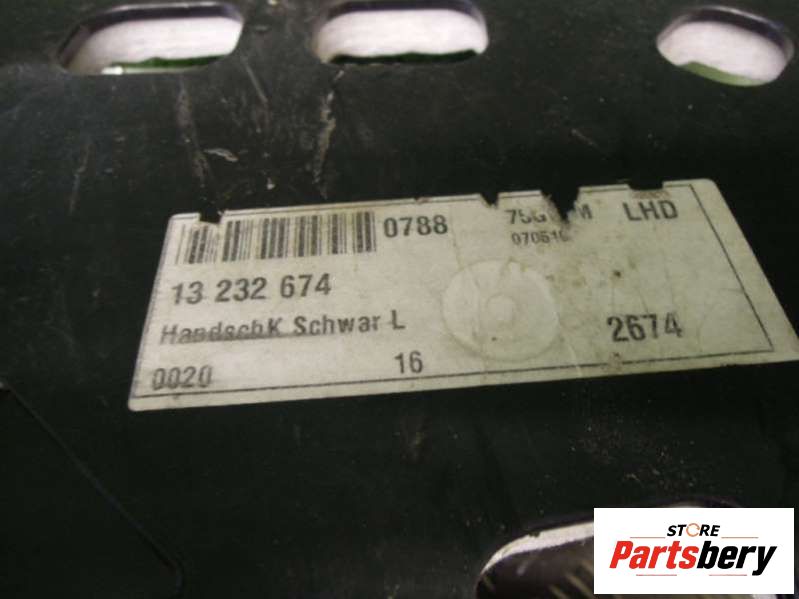 0788 LHD
13 232 674
HandschK Schwar L
2674
0020 16
STORE
Partsbery